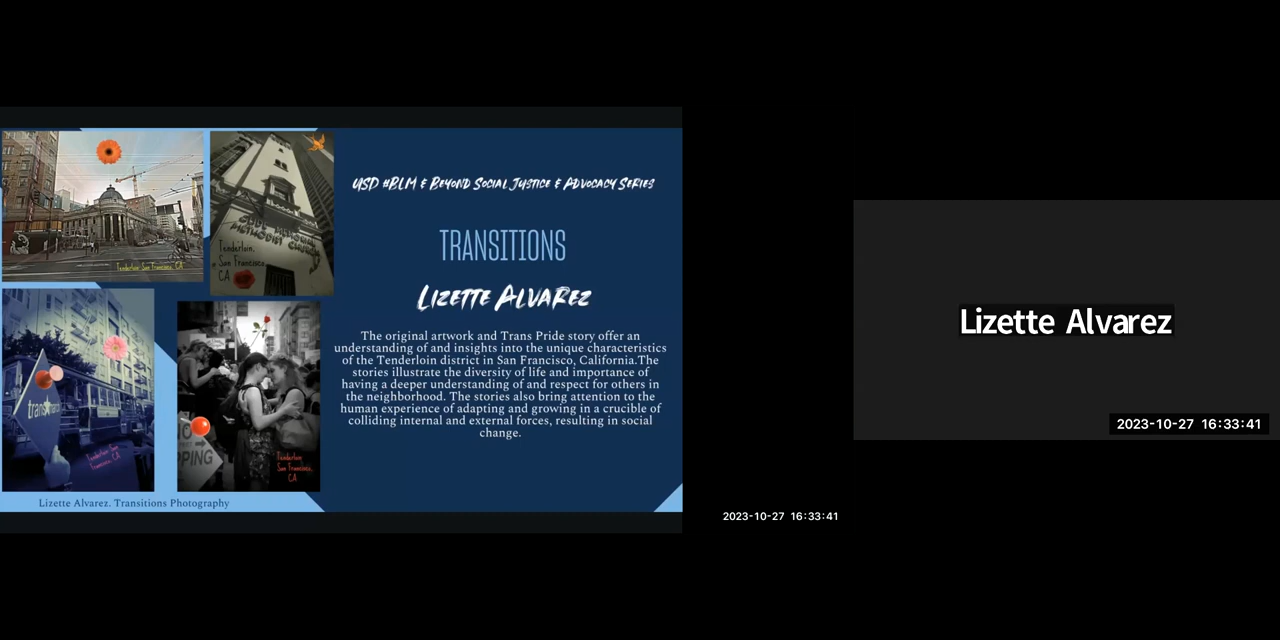 USD #BLM & Beyond Social Justice & Advocacy Series
TRANSITIONS
Lizette Alvarez
The original artwork and Trans Pride story offer an
understanding of and insights into the unique characteristics
of the Tenderloin district in San Francisco, California.The
stories illustrate the diversity of life and importance of
having a deeper understanding of and respect for others in
the neighborhood. The stories also bring attention to the
human experience of adapting and growing in a crucible of
colliding internal and external forces, resulting in social
change.
Tenderloin, San Francisco, CA
GLIDE MEMORIAL
METHODIST CHURCH
Tenderloin,
San Francisco,
CA
trans
Tenderloin San
Francisco, CA
PPING
Tenderloin
San Francisco,
CA
Lizette Alvarez. Transitions Photography
Lizette Alvarez
2023-10-27 16:33:41
2023-10-27 16:33:41